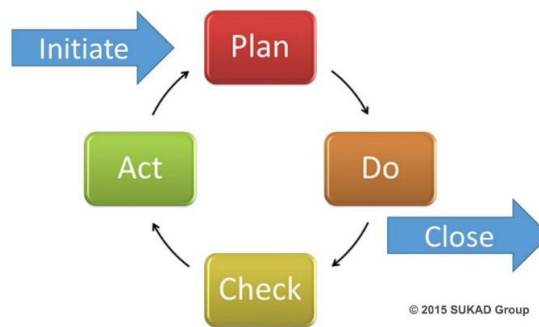 Initiate
Plan
Act
Do
Close
Check
© 2015 SUKAD Group